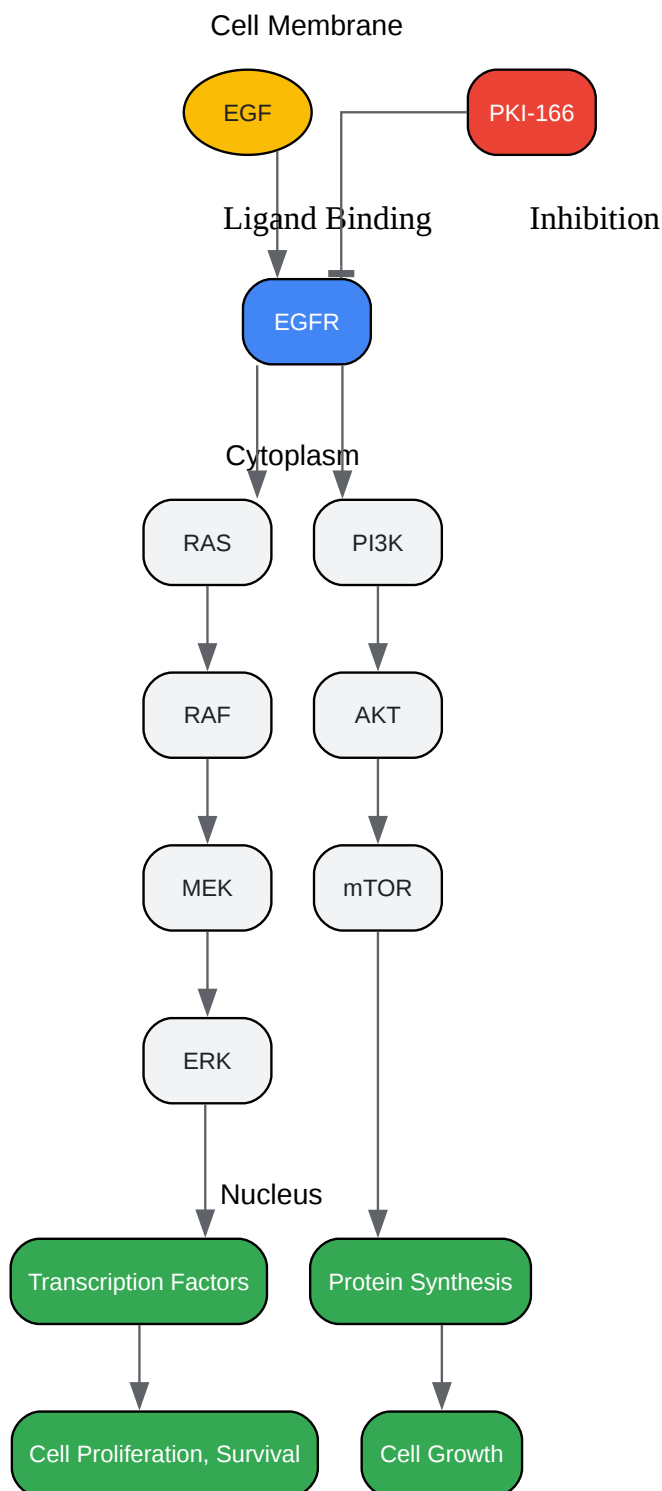 Cell Membrane
EGF
PKI-166
Ligand Binding
Inhibition
EGFR
Cytoplasm
RAS
PI3K
RAF
AKT
MEK
mTOR
ERK
Nucleus
Transcription Factors
Protein Synthesis
Cell Proliferation, Survival
Cell Growth